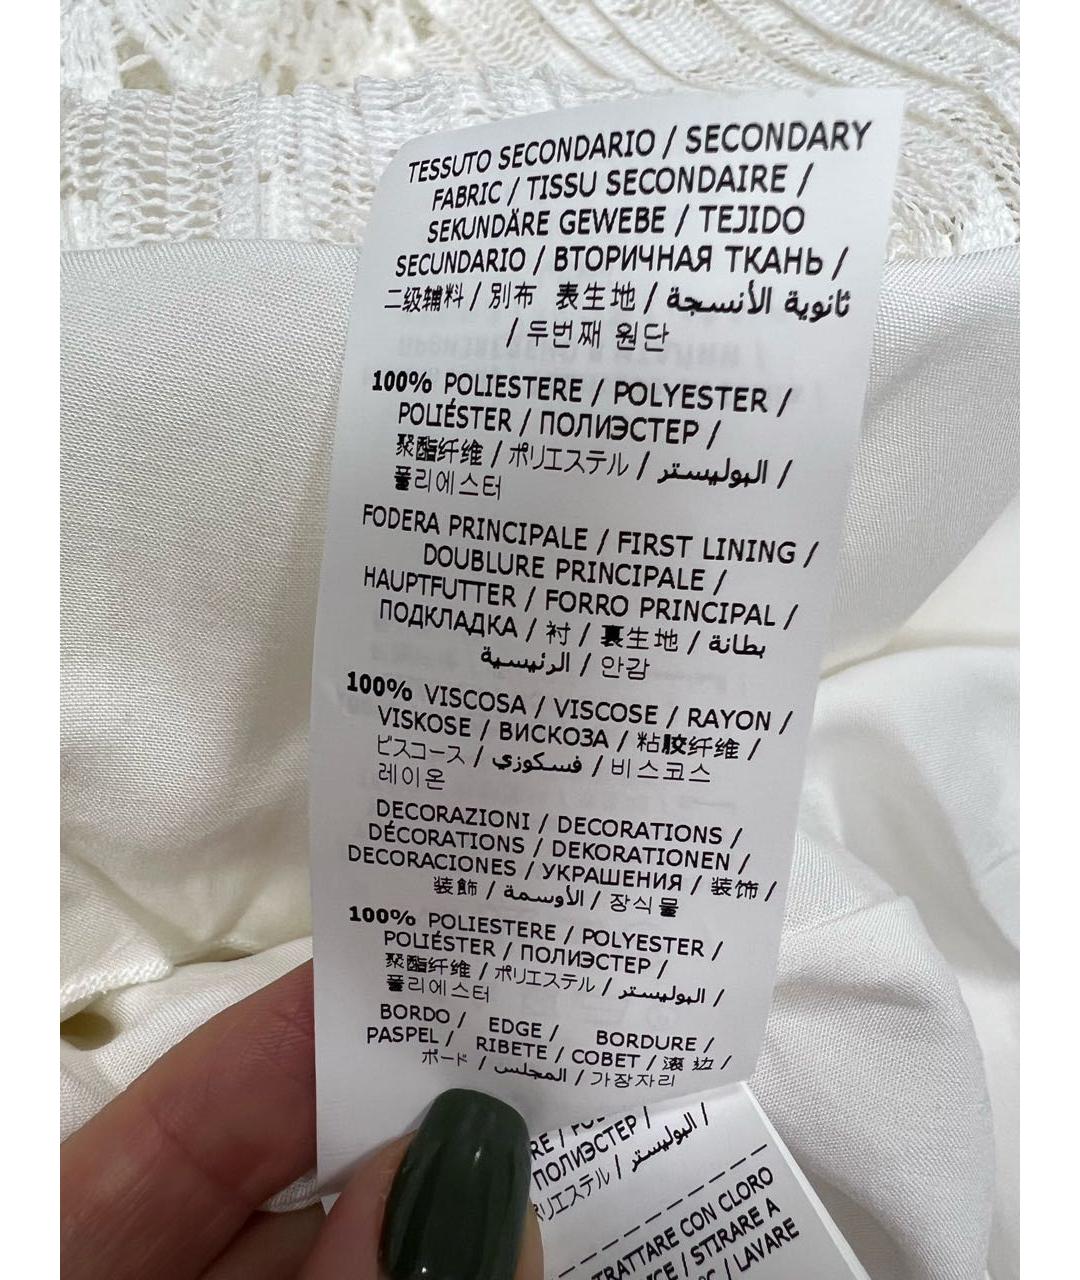 TESSUTO SECONDARIO / SECONDARY
FABRIC / TISSU SECONDAIRE /
SEKUNDÄRE GEWEBE / TEJIDO
SECUNDARIO / ВТОРИЧНАЯ ТКАНЬ /
二级辅料 / 別布 表生地 / ثانوية الأنسجة
/ 두번째 원단
100% POLIESTERE / POLYESTER /
POLIÉSTER / ПОЛИЭСТЕР /
聚酯纤维 / ポリエステル / البوليستر /
폴리에스터
FODERA PRINCIPALE / FIRST LINING /
DOUBLURE PRINCIPALE /
HAUPTFUTTER / FORRO PRINCIPAL /
ПОДКЛАДКА / 衬 / 裏生地 / بطانة
الرئيسية / 안감
100% VISCOSA / VISCOSE / RAYON /
VISKOSE / ВИСКОЗА / 粘胶纤维 /
ビスコース / فسكوزي / 비스코스
레이온
DECORAZIONI / DECORATIONS /
DÉCORATIONS / DEKORATIONEN /
DECORACIONES / УКРАШЕНИЯ / 装饰 /
装飾 / الأوسمة / 장식물
100% POLIESTERE / POLYESTER /
POLIÉSTER / ПОЛИЭСТЕР /
聚酯纤维 / ポリエステル / البوليستر /
폴리에스터
BORDO / EDGE / BORDURE /
PASPEL / RIBETE / COBET / 滚 边 /
ボード / المجلس / 가장자리
RE /
ПОЛИЭСТЕР / البوليستر /
リエステル /
TRATTARE CON CLORO
ICE / STIRARE A
°C / LAVARE